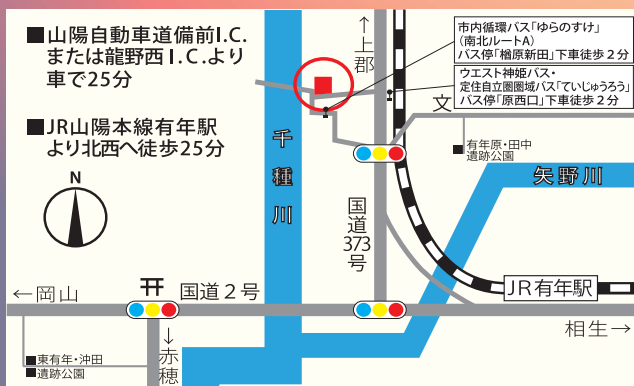 ■山陽自動車道備前I.C.
または龍野西I.C.より
車で25分
■JR山陽本線有年駅
より北西へ徒歩25分
N
↑上郡
市内循環バス「ゆらのすけ」
(南北ルートA)
バス停「楢原新田」下車徒歩2分
ウエスト神姫バス・
定住自立圏圏域バス「ていじゅうろう」
バス停「原西口」下車徒歩2分
文
有年原・田中
遺跡公園
千種川
矢野川
国道373号
JR有年駅
←岡山
国道2号
相生→
↓赤穂
東有年・沖田
遺跡公園